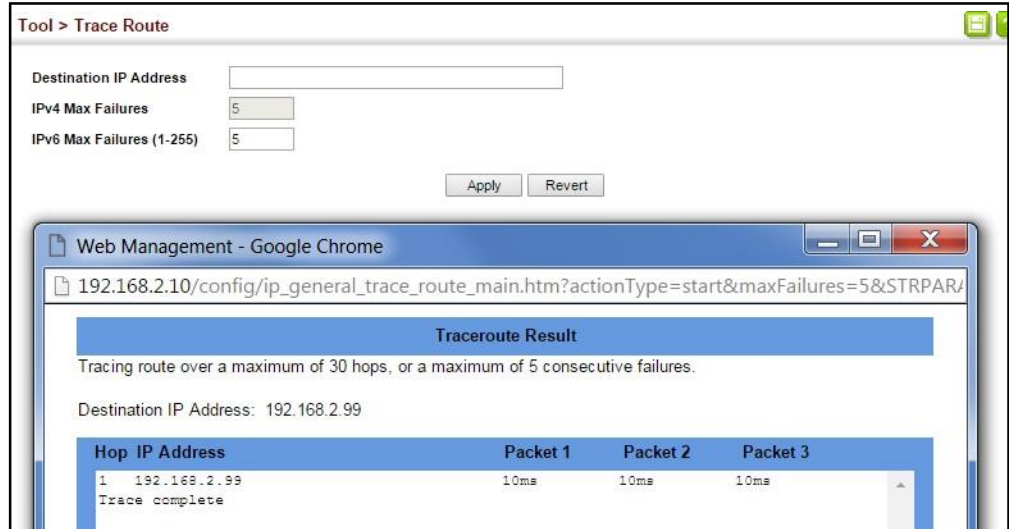 Tool > Trace Route
Destination IP Address
IPv4 Max Failures 5
IPv6 Max Failures (1-255) 5
Apply Revert
Web Management - Google Chrome
192.168.2.10/config/ip_general_trace_route_main.htm?actionType=start&maxFailures=5&STRPARA
Traceroute Result
Tracing route over a maximum of 30 hops, or a maximum of 5 consecutive failures.
Destination IP Address: 192.168.2.99
Hop IP Address Packet 1 Packet 2 Packet 3
1 192.168.2.99 10ms 10ms 10ms
Trace complete